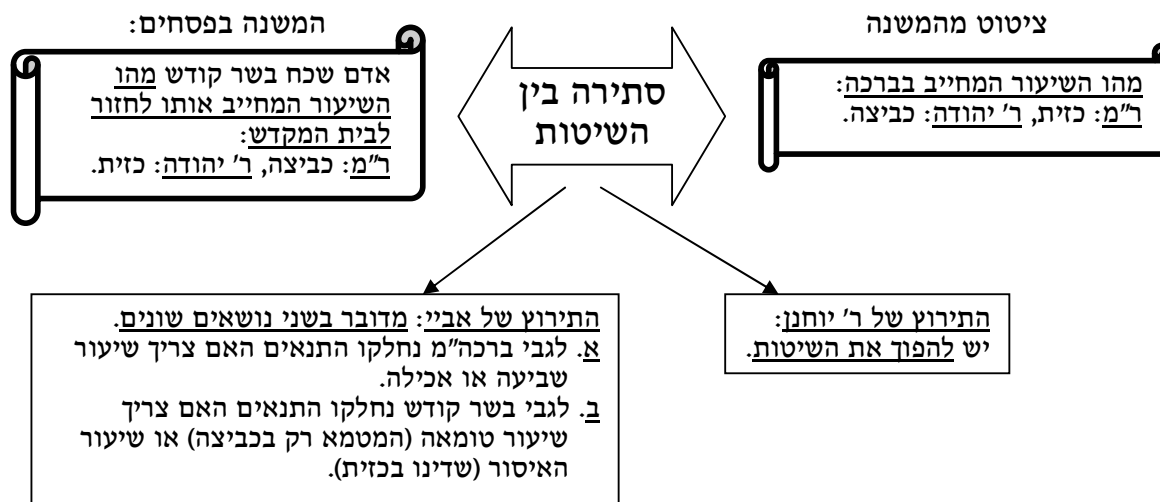 ציטוט מהמשנה
מהו השיעור המחייב בברכה:
ר"מ: כזית, ר' יהודה: כביצה.
סתירה בין
השיטות
המשנה בפסחים:
אדם שכח בשר קודש מהו
השיעור המחייב אותו לחזור
לבית המקדש:
ר"מ: כביצה, ר' יהודה: כזית.
התירוץ של ר' יוחנן:
יש להפוך את השיטות.
התירוץ של אביי: מדובר בשני נושאים שונים.
א. לגבי ברכה"מ נחלקו התנאים האם צריך שיעור
שביעה או אכילה.
ב. לגבי בשר קודש נחלקו התנאים האם צריך
שיעור טומאה (המטמא רק בכביצה) או שיעור
האיסור (שדינו בכזית).